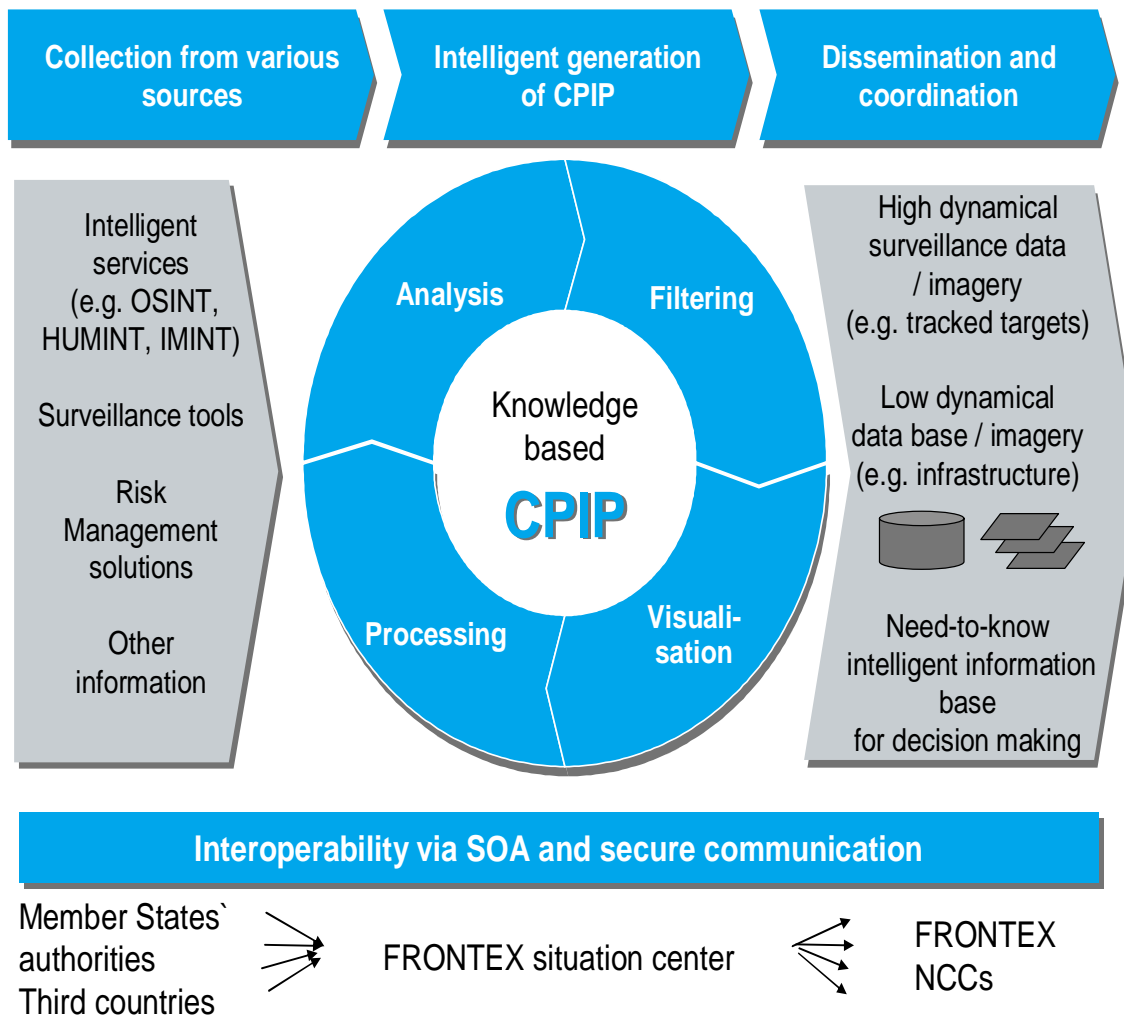 Collection from various
sources
Intelligent generation
of CPIP
Dissemination and
coordination
Intelligent
services
(e.g. OSINT,
HUMINT, IMINT)
Surveillance tools
Risk
Management
solutions
Other
information
Analysis
Filtering
Knowledge
based
CPIP
Processing
Visuali-
sation
High dynamical
surveillance data
/ imagery
(e.g. tracked targets)
Low dynamical
data base / imagery
(e.g. infrastructure)
Need-to-know
intelligent information
base
for decision making
Interoperability via SOA and secure communication
Member States`
authorities
Third countries
FRONTEX situation center
FRONTEX
NCCs